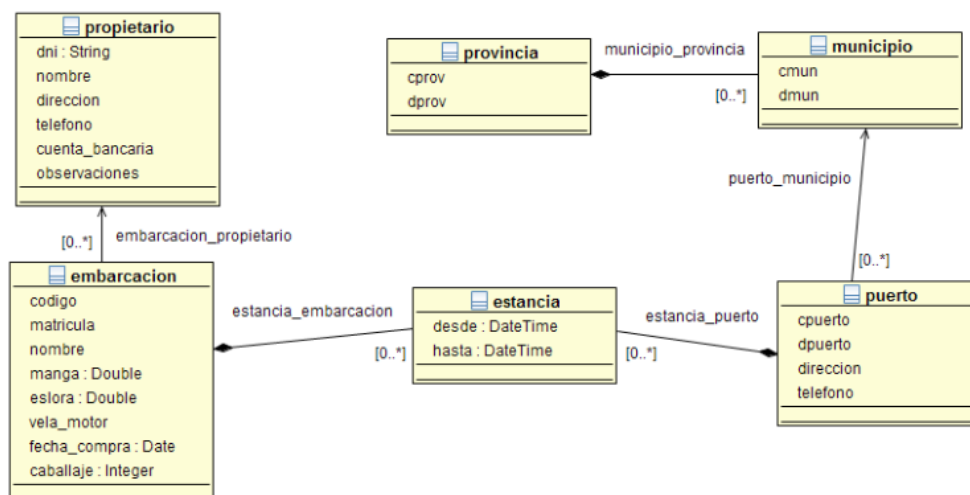 propietario
dni : String
nombre
direccion
telefono
cuenta_bancaria
observaciones
provincia
cprov
dprov
municipio_provincia
[0..*]
municipio
cmun
dmun
puerto_municipio
[0..*]
[0..*]
embarcacion_propietario
embarcacion
codigo
matricula
nombre
manga : Double
eslora : Double
vela_motor
fecha_compra : Date
caballaje : Integer
estancia_embarcacion
[0..*]
estancia
desde : DateTime
hasta : DateTime
estancia_puerto
[0..*]
puerto
cpuerto
dpuerto
direccion
telefono